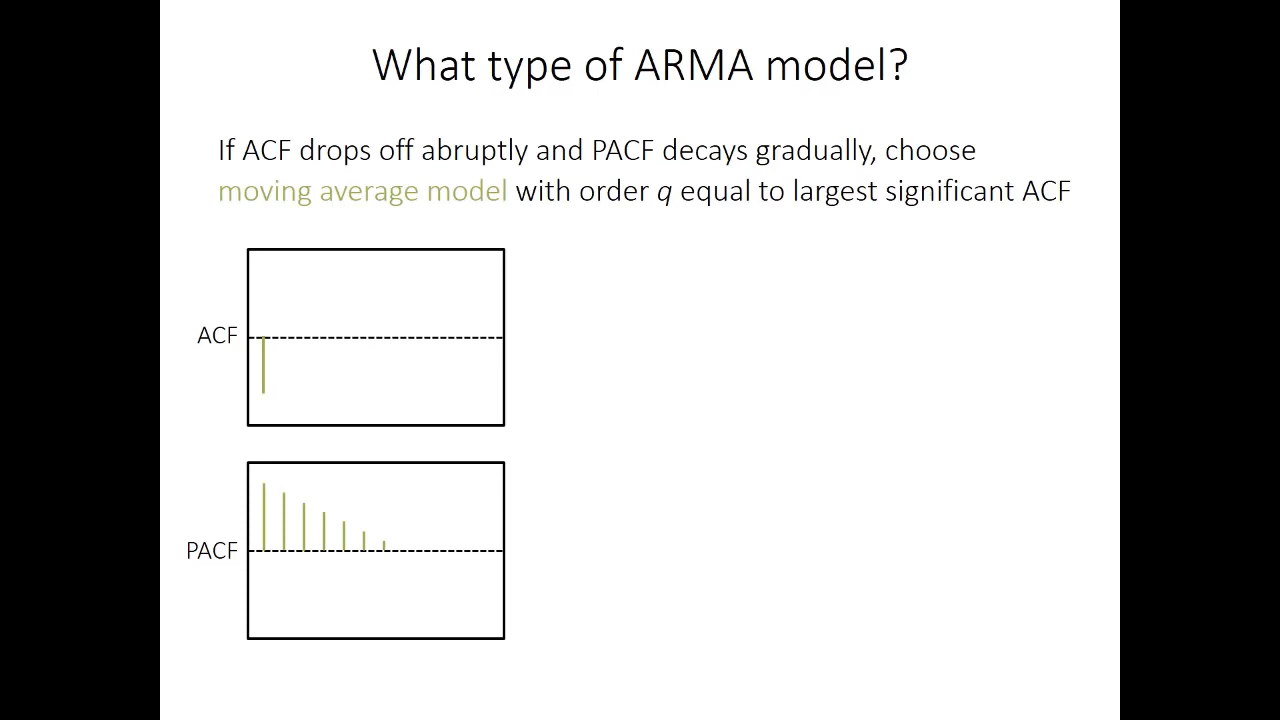 What type of ARMA model?
If ACF drops off abruptly and PACF decays gradually, choose
moving average model with order q equal to largest significant ACF
ACF
PACF